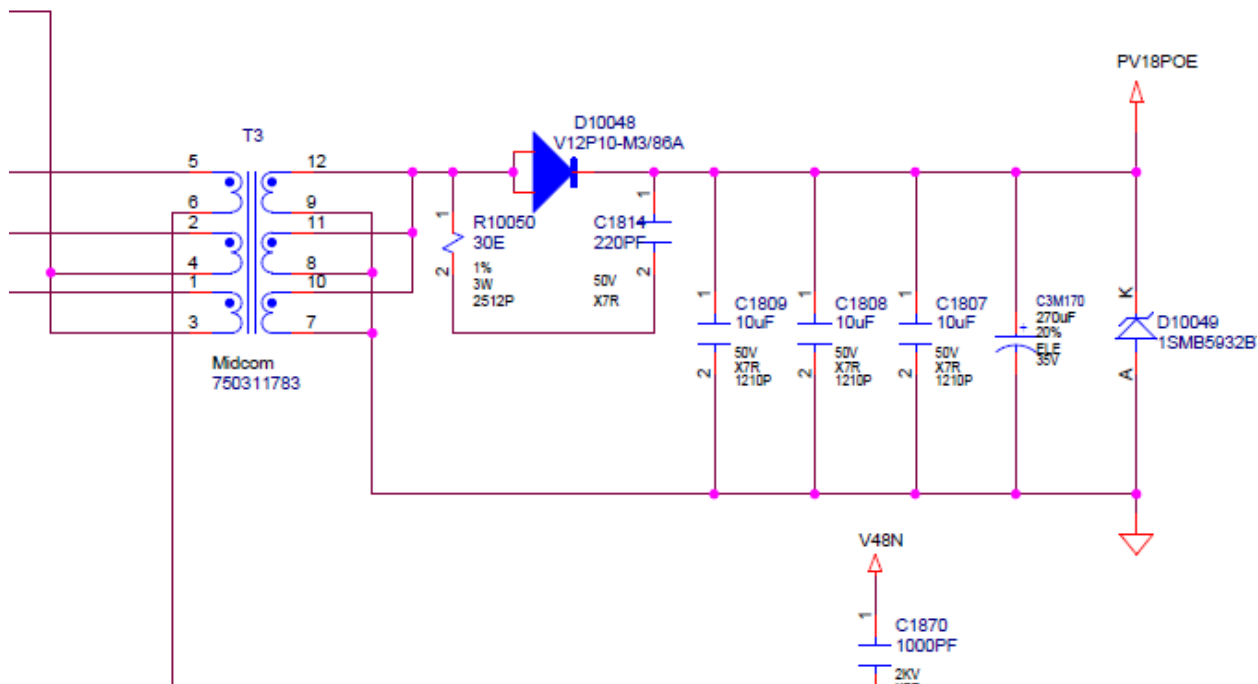 PV18POE
D10048
V12P10-M3/86A
T3
5
12
6
9
2
11
4
8
1
10
3
7
Midcom
750311783
1
R10050
30E
2
1%
3W
2512P
1
C1814
220PF
2
50V
X7R
1
C1809
10uF
2
50V
X7R
1210P
1
C1808
10uF
2
50V
X7R
1210P
1
C1807
10uF
2
50V
X7R
1210P
C3M170
270uF
+
20%
ELE
35V
K
D10049
1SMB5932B
A
V48N
1
C1870
1000PF
2KV